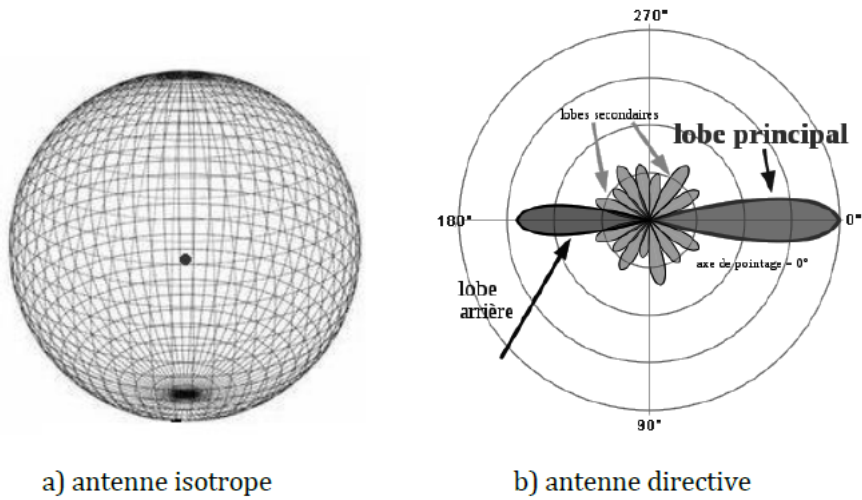 270°
lobes secondaires
lobe principal
180°
0°
axe de pointage = 0°
lobe
arrière
90°
a) antenne isotrope
b) antenne directive